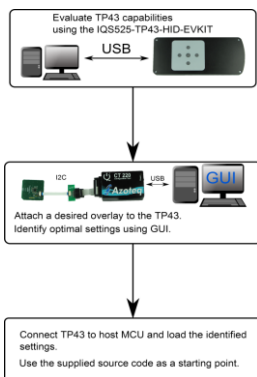 Evaluate TP43 capabilities
using the IQS525-TP43-HID-EVKIT
USB
I2C
CT 220
Azoteq
USB
GUI
Attach a desired overlay to the TP43.
Identify optimal settings using GUI.
Connect TP43 to host MCU and load the identified
settings.
Use the supplied source code as a starting point.